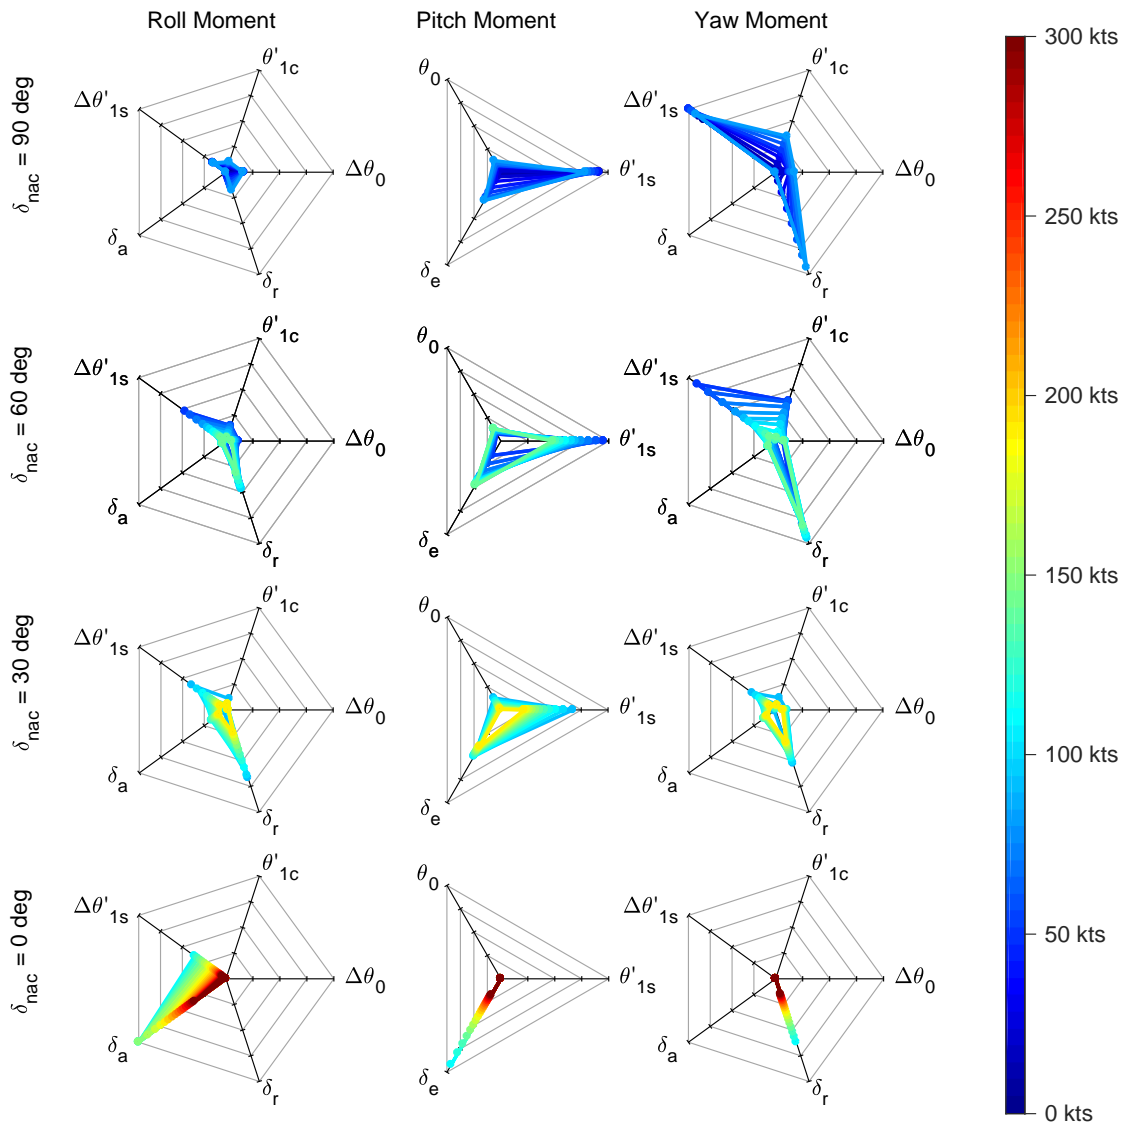 Roll Moment Pitch Moment Yaw Moment
δnac = 90 deg
θ'1c
Δθ'1s
Δθ0
δa
δr
θ0
θ'1s
δe
θ'1c
Δθ'1s
Δθ0
δa
δr
δnac = 60 deg
θ'1c
Δθ'1s
Δθ0
δa
δr
θ0
θ'1s
δe
θ'1c
Δθ'1s
Δθ0
δa
δr
δnac = 30 deg
θ'1c
Δθ'1s
Δθ0
δa
δr
θ0
θ'1s
δe
θ'1c
Δθ'1s
Δθ0
δa
δr
δnac = 0 deg
θ'1c
Δθ'1s
Δθ0
δa
δr
θ0
θ'1s
δe
θ'1c
Δθ'1s
Δθ0
δa
δr
300 kts
250 kts
200 kts
150 kts
100 kts
50 kts
0 kts